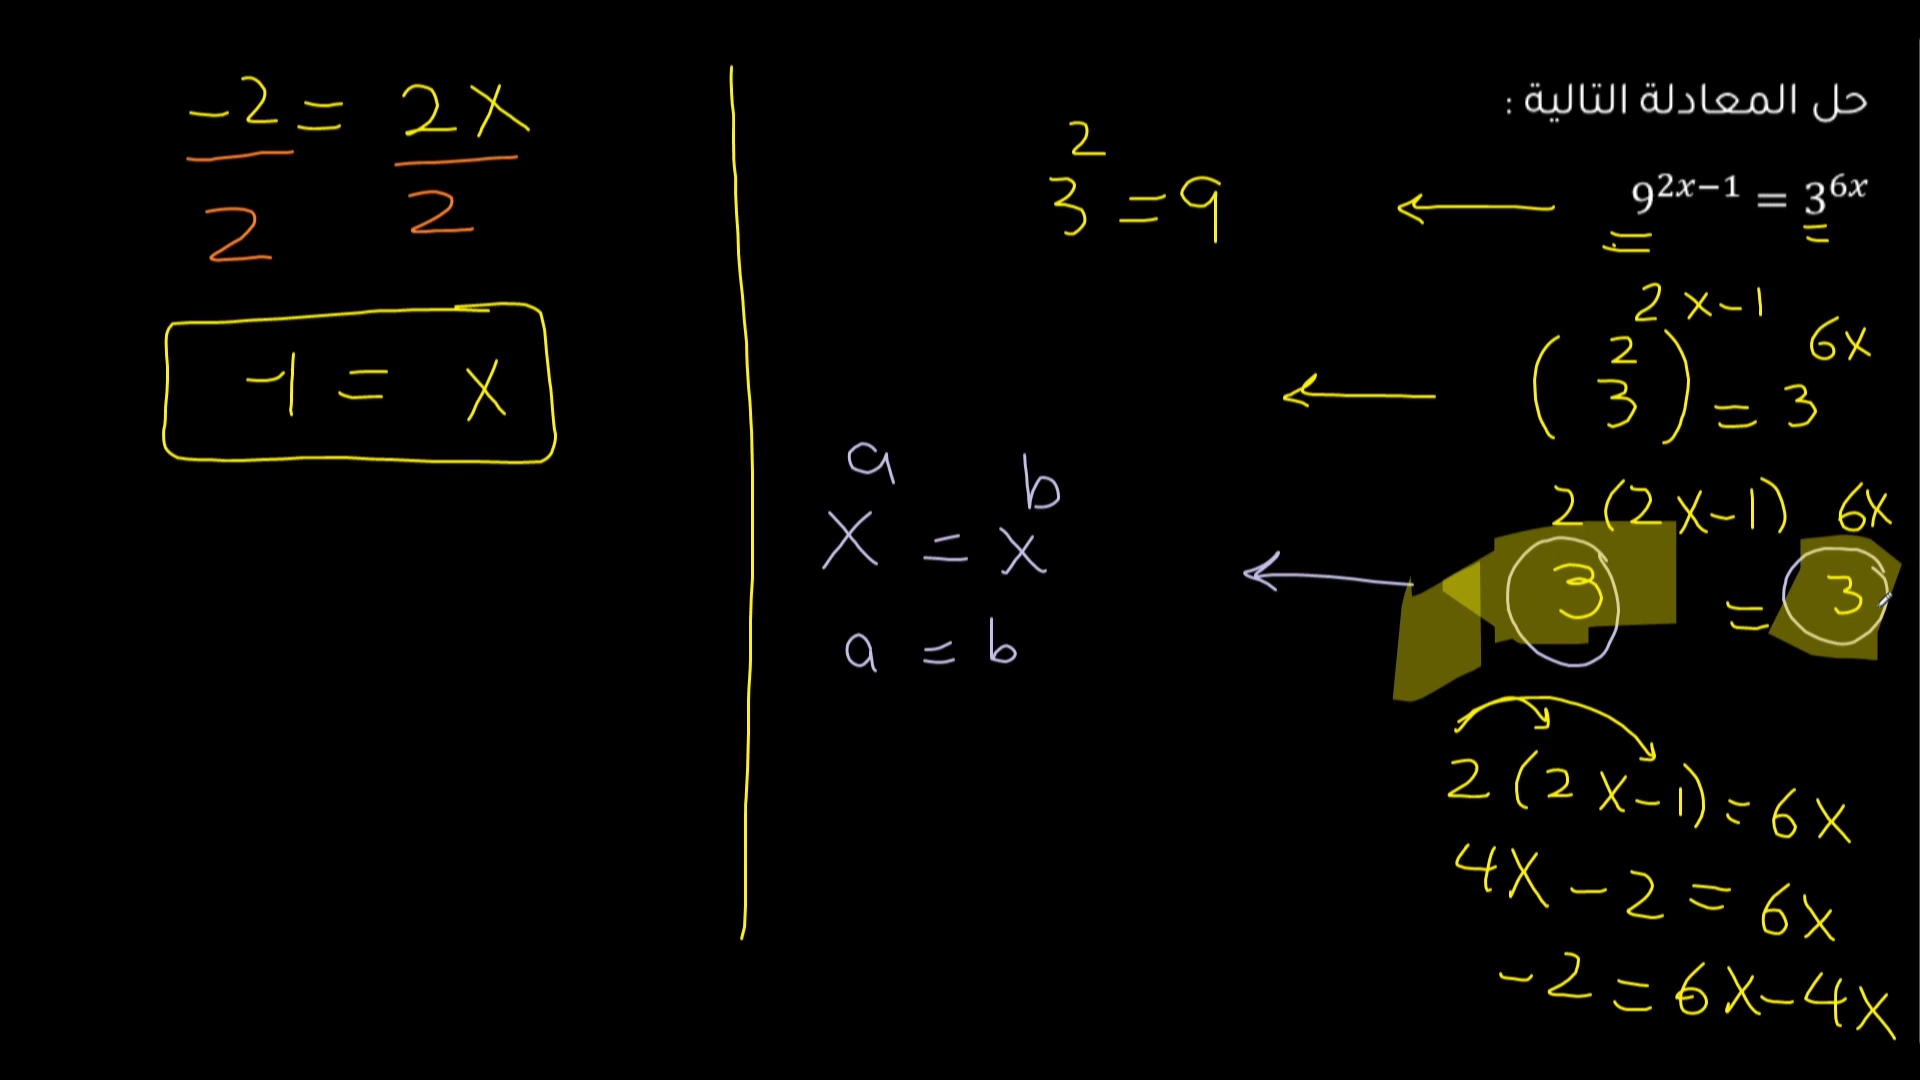 حل المعادلة التالية :
9^{2x-1} = 3^{6x}
3^2 = 9
(3^2)^{2x-1} = 3^{6x}
3^{2(2x-1)} = 3^{6x}
x^a = x^b
a = b
2(2x-1) = 6x
4x - 2 = 6x
-2 = 6x - 4x
-2 = 2x
2 2
-1 = x